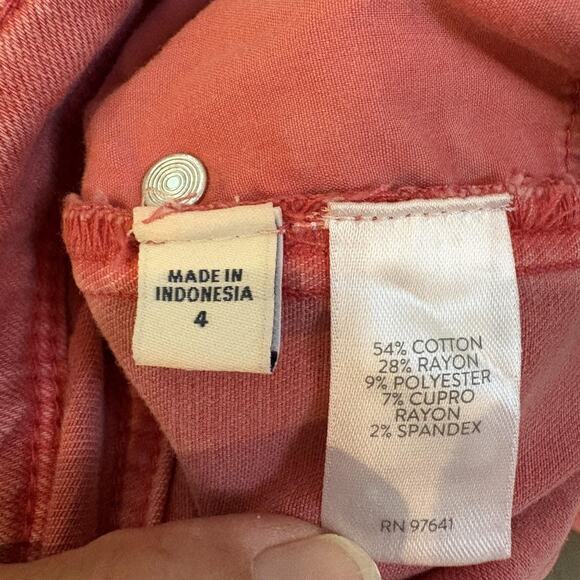 MADE IN
INDONESIA
4
54% COTTON
28% RAYON
9% POLYESTER
7% CUPRO
RAYON
2% SPANDEX
RN 97641